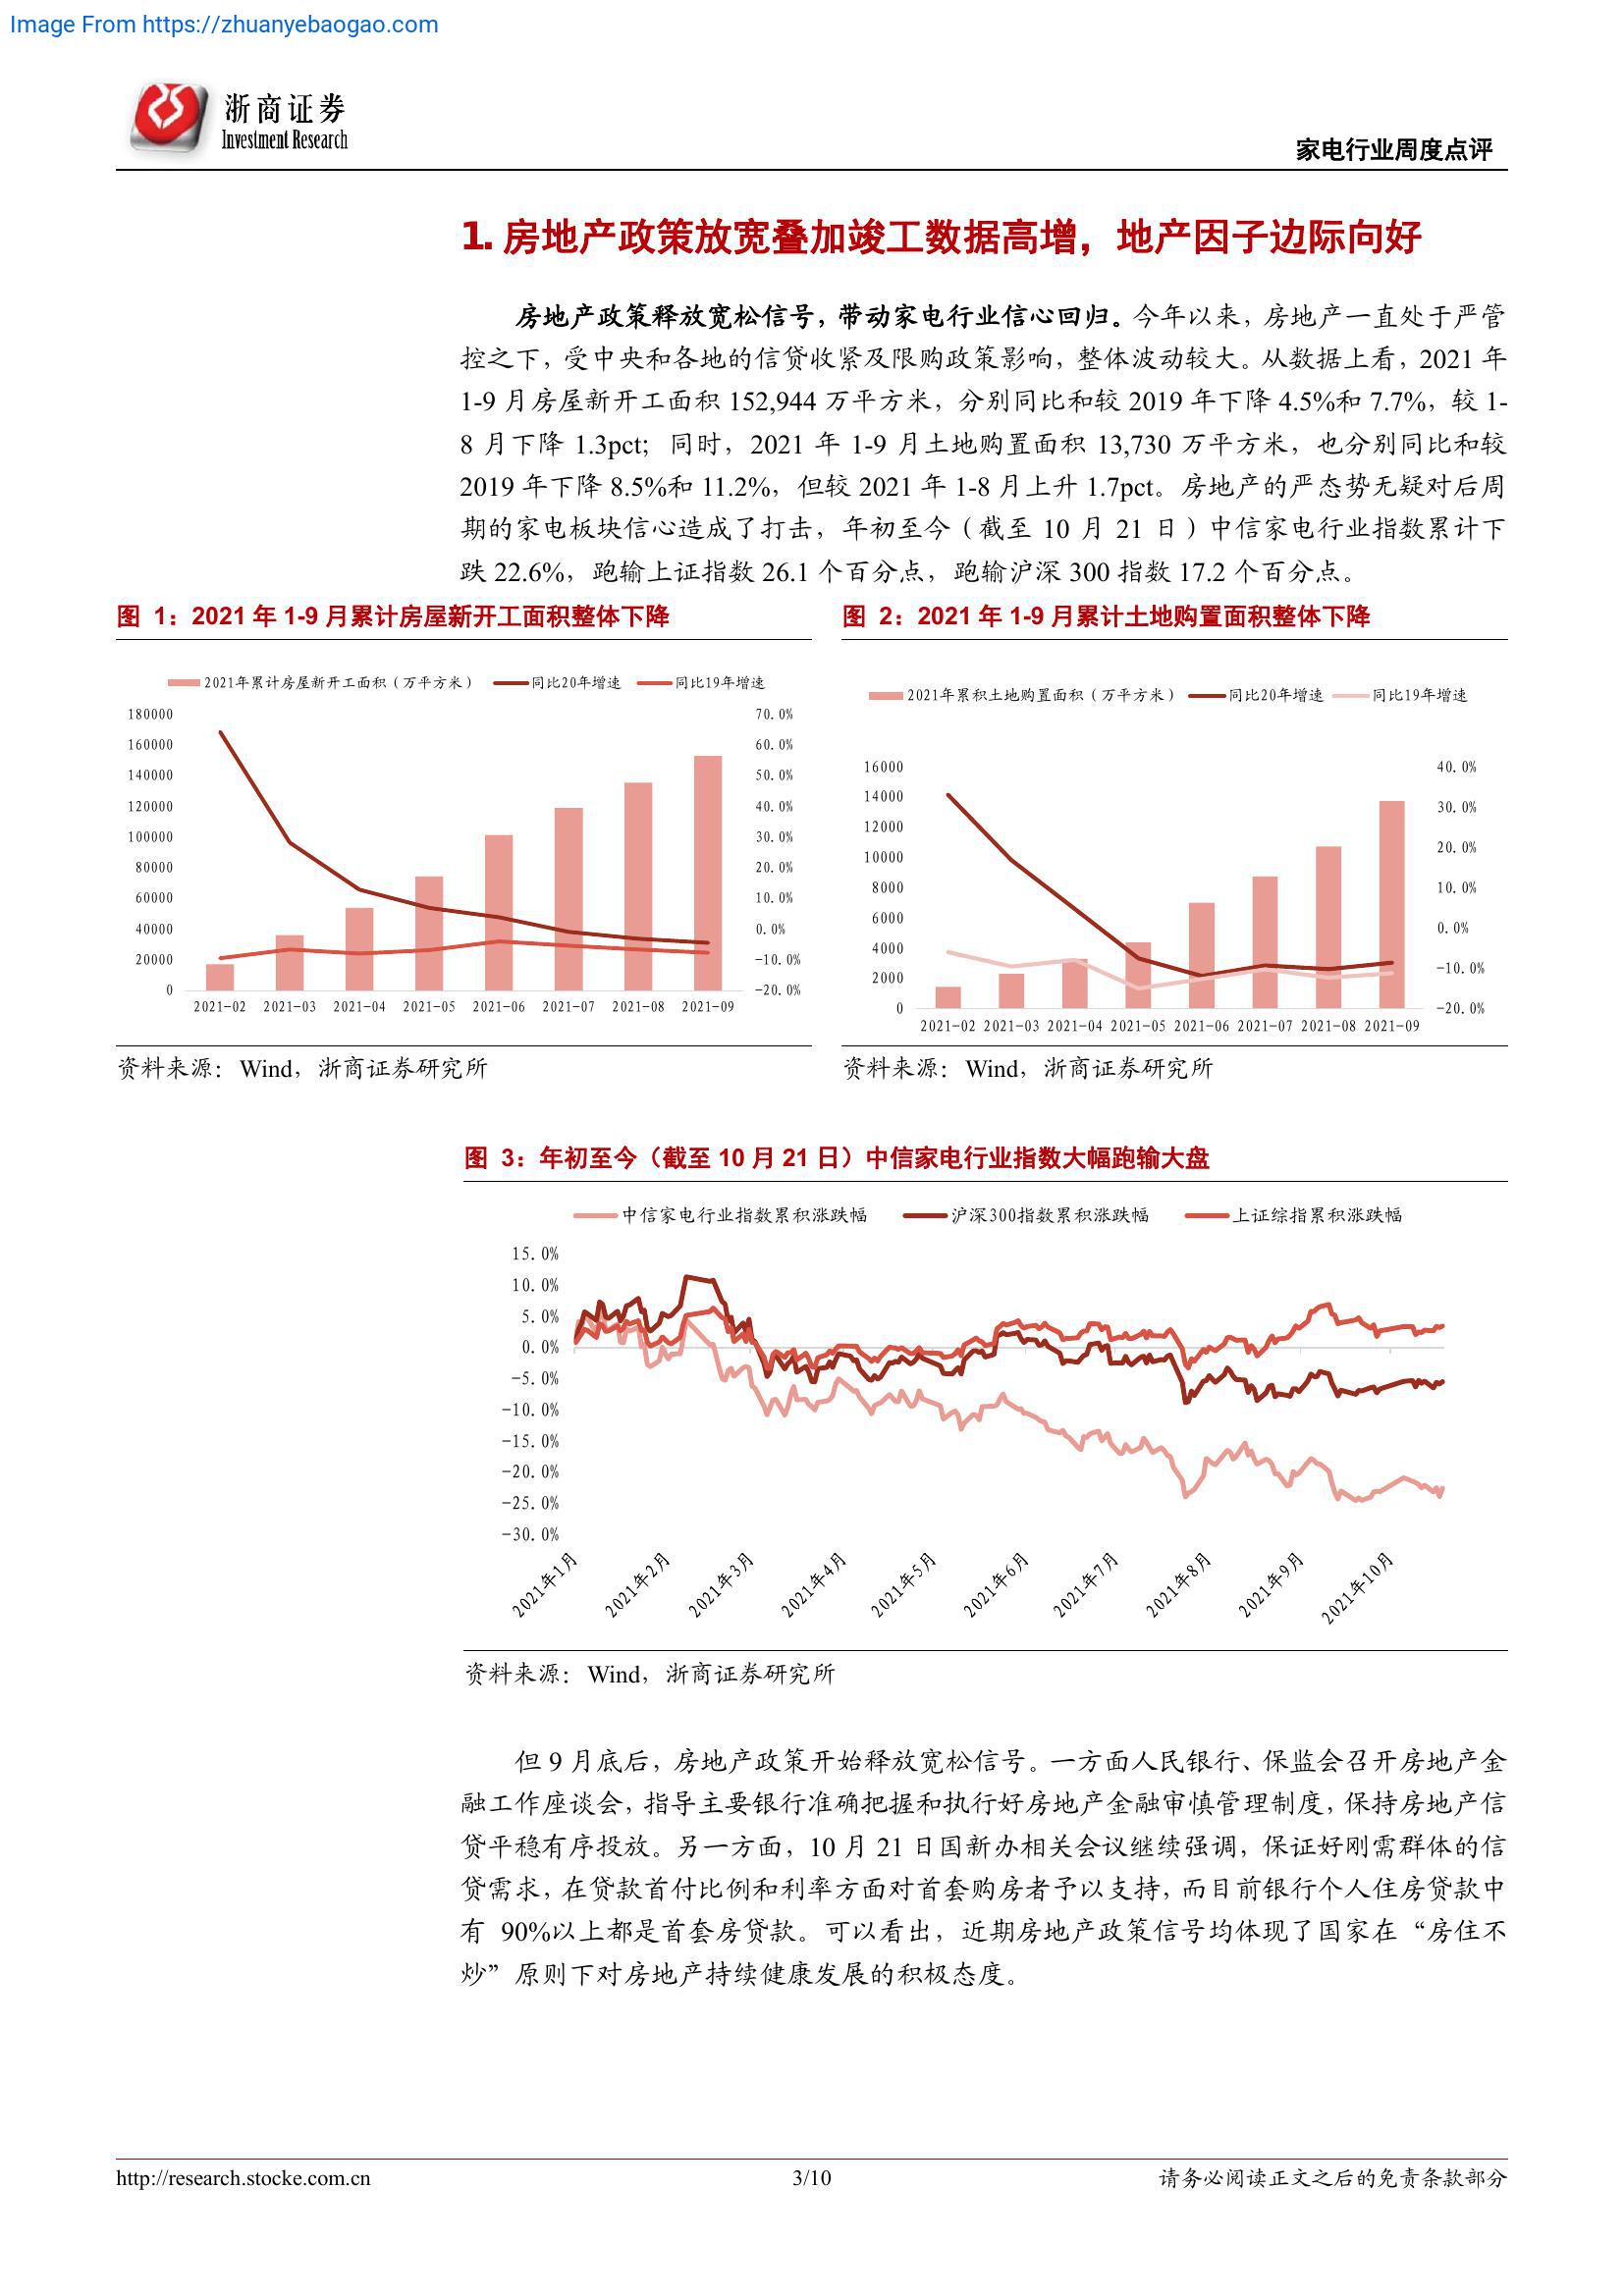 Image From https://zhuanyebaogao.com
浙商证券
Investment Research
家电行业周度点评
1. 房地产政策放宽叠加竣工数据高增，地产因子边际向好
房地产政策释放宽松信号，带动家电行业信心回归。今年以来，房地产一直处于严管
控之下，受中央和各地的信贷收紧及限购政策影响，整体波动较大。从数据上看，2021 年
1-9 月房屋新开工面积 152,944 万平方米，分别同比和较 2019 年下降 4.5%和 7.7%，较 1-
8 月下降 1.3pct；同时，2021 年 1-9 月土地购置面积 13,730 万平方米，也分别同比和较
2019 年下降 8.5%和 11.2%，但较 2021 年 1-8 月上升 1.7pct。房地产的严态势无疑对后周
期的家电板块信心造成了打击，年初至今（截至 10 月 21 日）中信家电行业指数累计下
跌 22.6%，跑输上证指数 26.1 个百分点，跑输沪深 300 指数 17.2 个百分点。
图 1：2021 年 1-9 月累计房屋新开工面积整体下降
2021年累计房屋新开工面积（万平方米） 同比20年增速 同比19年增速
180000 70.0%
160000 60.0%
140000 50.0%
120000 40.0%
100000 30.0%
80000 20.0%
60000 10.0%
40000 0.0%
20000 -10.0%
0 -20.0%
2021-02 2021-03 2021-04 2021-05 2021-06 2021-07 2021-08 2021-09
资料来源：Wind，浙商证券研究所
图 2：2021 年 1-9 月累计土地购置面积整体下降
2021年累积土地购置面积（万平方米） 同比20年增速 同比19年增速
16000 40.0%
14000
12000 30.0%
10000 20.0%
8000 10.0%
6000 0.0%
4000 -10.0%
2000
0 -20.0%
2021-02 2021-03 2021-04 2021-05 2021-06 2021-07 2021-08 2021-09
资料来源：Wind，浙商证券研究所
图 3：年初至今（截至 10 月 21 日）中信家电行业指数大幅跑输大盘
中信家电行业指数累积涨跌幅 沪深300指数累积涨跌幅 上证综指累积涨跌幅
15.0%
10.0%
5.0%
0.0%
-5.0%
-10.0%
-15.0%
-20.0%
-25.0%
-30.0%
2021年1月 2021年2月 2021年3月 2021年4月 2021年5月 2021年6月 2021年7月 2021年8月 2021年9月 2021年10月
资料来源：Wind，浙商证券研究所
但 9 月底后，房地产政策开始释放宽松信号。一方面人民银行、保监会召开房地产金
融工作座谈会，指导主要银行准确把握和执行好房地产金融审慎管理制度，保持房地产信
贷平稳有序投放。另一方面，10 月 21 日国新办相关会议继续强调，保证好刚需群体的信
贷需求，在贷款首付比例和利率方面对首套购房者予以支持，而目前银行个人住房贷款中
有 90%以上都是首套房贷款。可以看出，近期房地产政策信号均体现了国家在“房住不
炒”原则下对房地产持续健康发展的积极态度。
http://research.stocke.com.cn
3/10
请务必阅读正文之后的免责条款部分